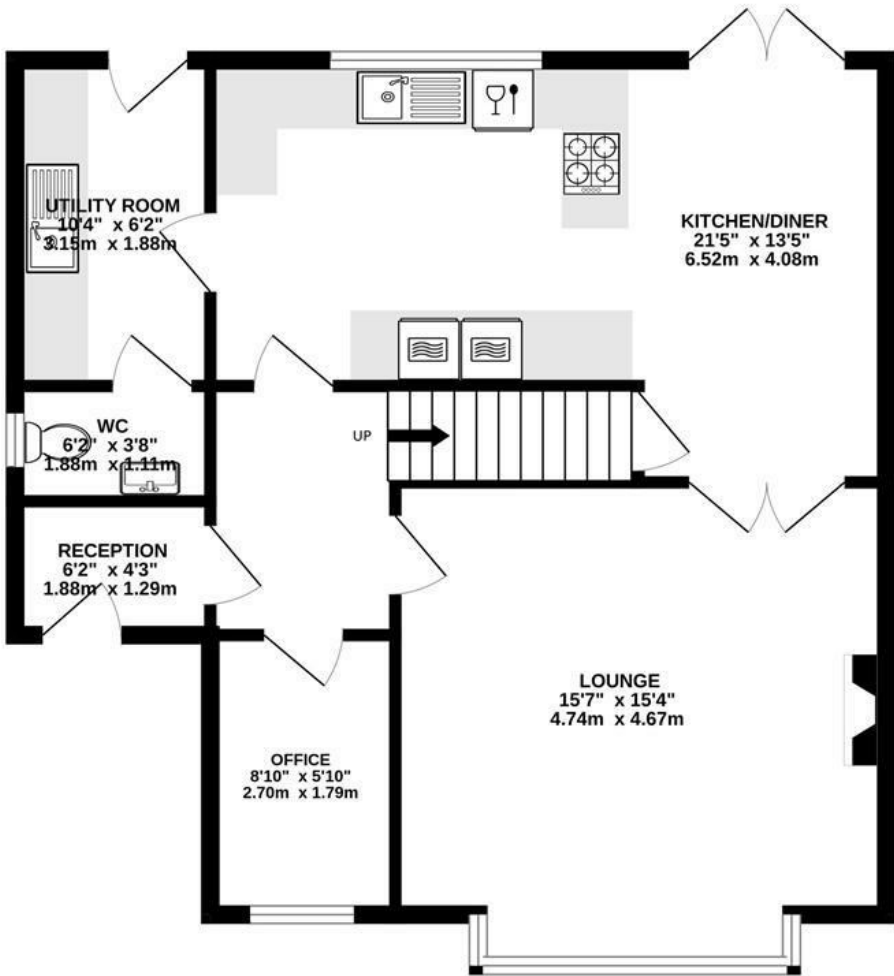 UTILITY ROOM
10'4" x 6'2"
3.15m x 1.88m
KITCHEN/DINER
21'5" x 13'5"
6.52m x 4.08m
WC
6'2" x 3'8"
1.88m x 1.11m
UP
RECEPTION
6'2" x 4'3"
1.88m x 1.29m
LOUNGE
15'7" x 15'4"
4.74m x 4.67m
OFFICE
8'10" x 5'10"
2.70m x 1.79m